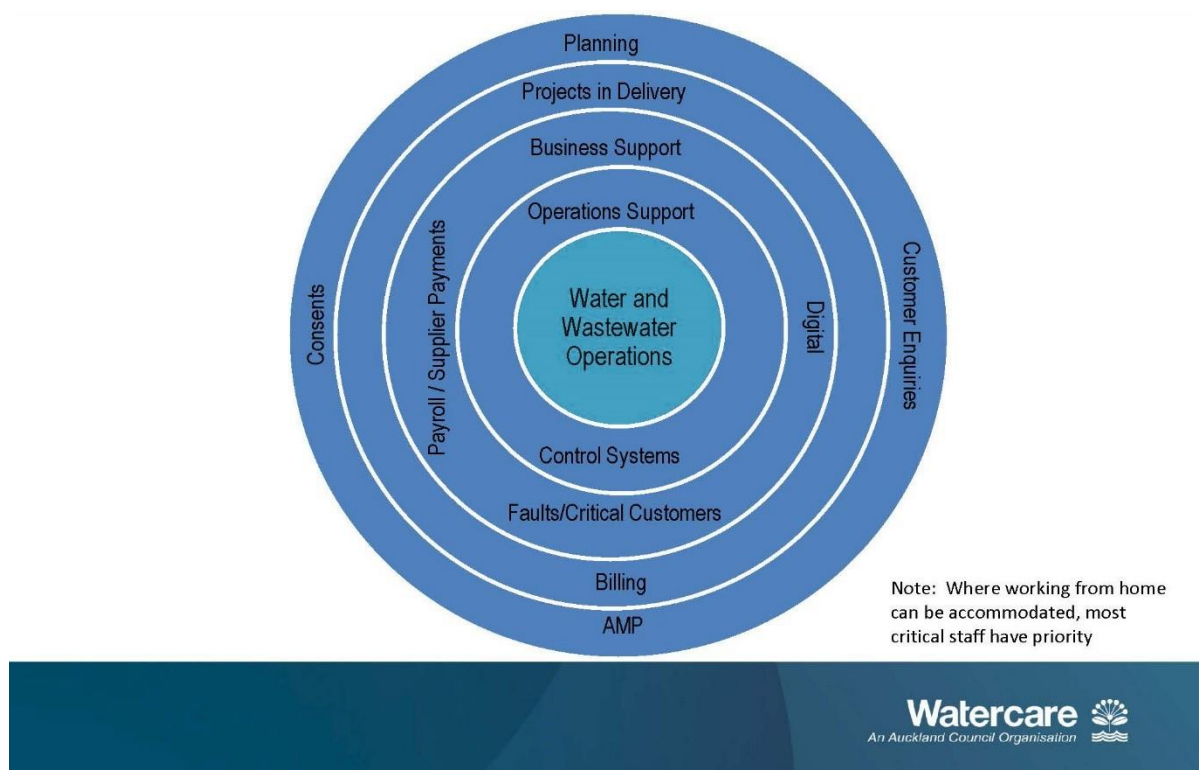 Planning
Projects in Delivery
Business Support
Operations Support
Consents
Payroll / Supplier Payments
Water and
Wastewater
Operations
Digital
Customer Enquiries
Control Systems
Faults/Critical Customers
Billing
AMP
Note: Where working from home
can be accommodated, most
critical staff have priority
Watercare
An Auckland Council Organisation